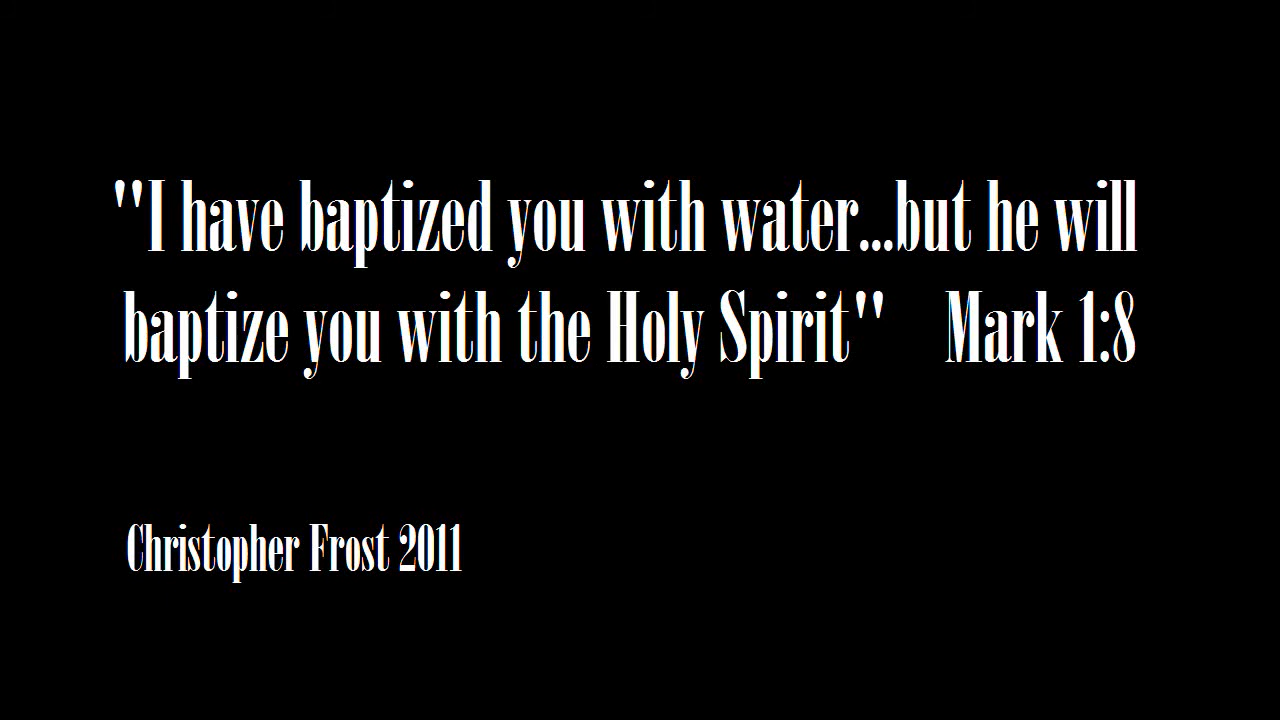 "I have baptized you with water...but he will
baptize you with the Holy Spirit" Mark 1:8
Christopher Frost 2011